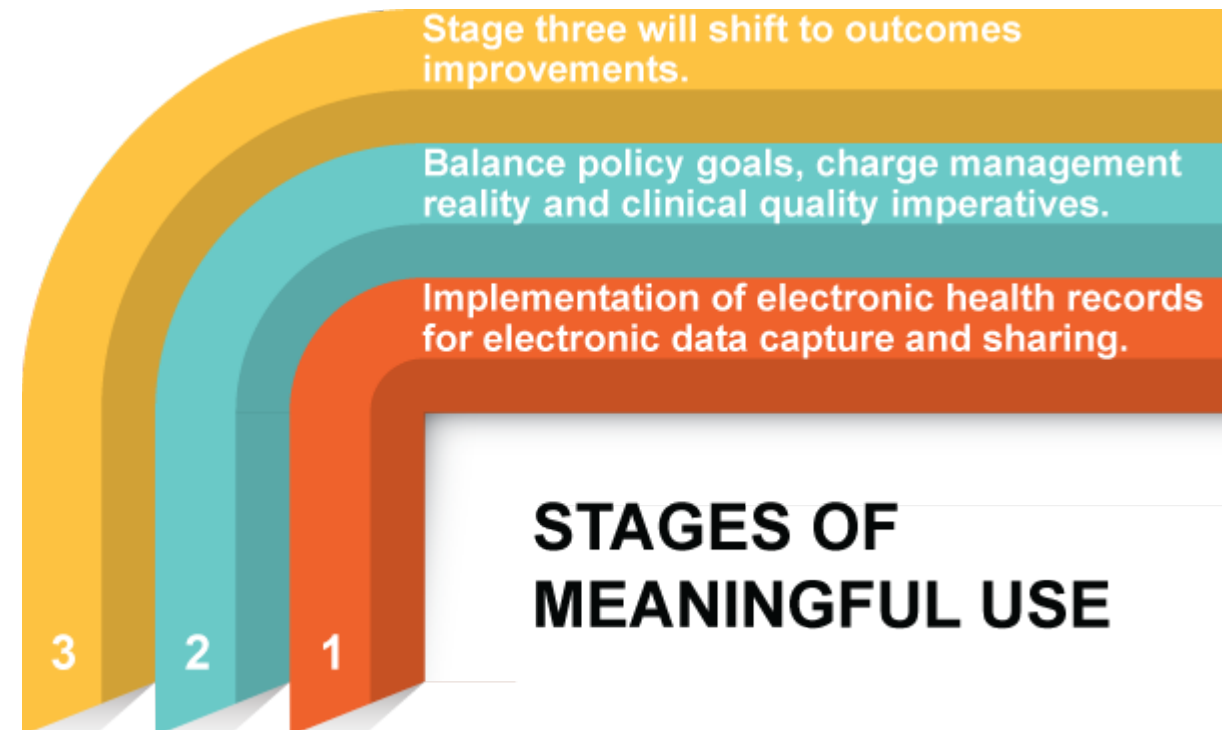 Stage three will shift to outcomes
improvements.
Balance policy goals, charge management
reality and clinical quality imperatives.
Implementation of electronic health records
for electronic data capture and sharing.
STAGES OF
MEANINGFUL USE
3 2 1